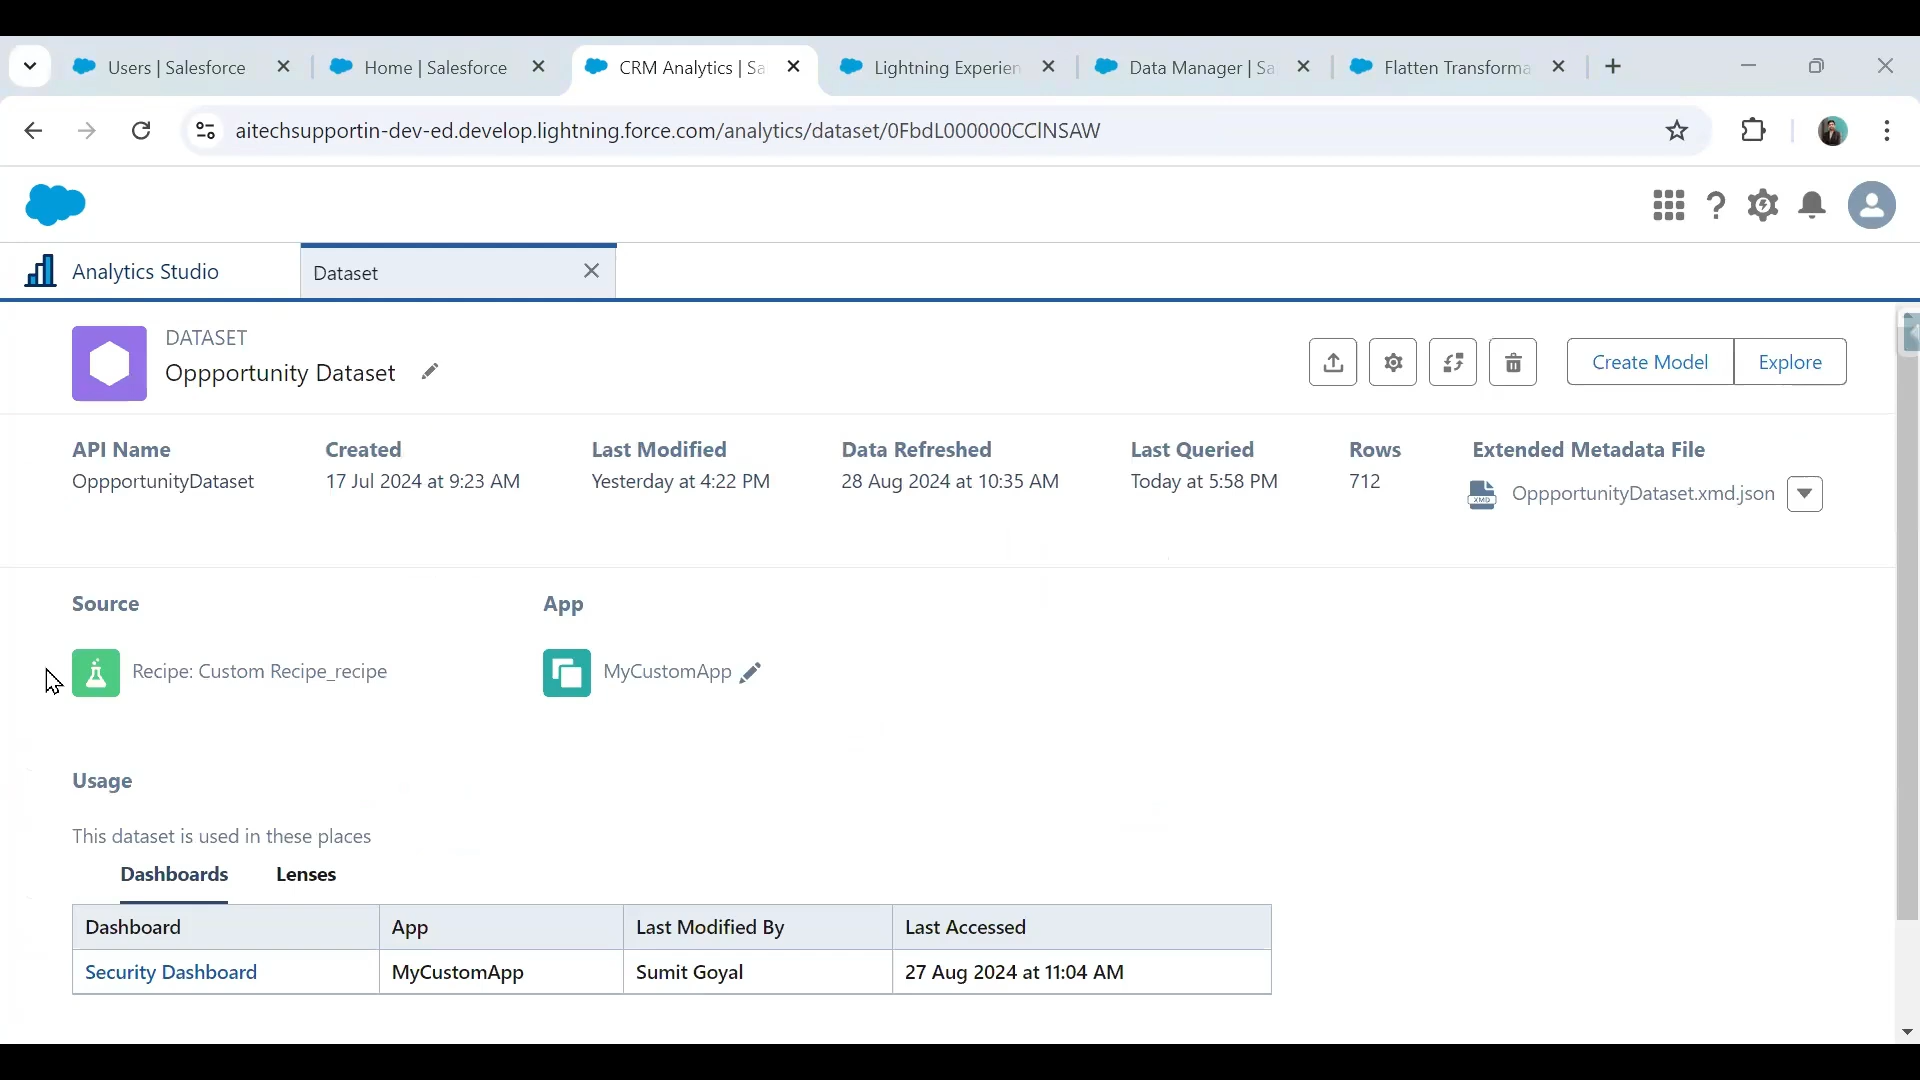 Users | Salesforce
Home | Salesforce
CRM Analytics | Sa
Lightning Experien
Data Manager | Sa
Flatten Transforma
aitechsupportin-dev-ed.develop.lightning.force.com/analytics/dataset/0FbdL000000CClNSAW
Analytics Studio
Dataset
DATASET
Oppportunity Dataset
Create Model
Explore
API Name
Created
Last Modified
Data Refreshed
Last Queried
Rows
Extended Metadata File
OppportunityDataset
17 Jul 2024 at 9:23 AM
Yesterday at 4:22 PM
28 Aug 2024 at 10:35 AM
Today at 5:58 PM
712
XMD
OppportunityDataset.xmd.json
Source
App
Recipe: Custom Recipe_recipe
MyCustomApp
Usage
This dataset is used in these places
Dashboards
Lenses
Dashboard
App
Last Modified By
Last Accessed
Security Dashboard
MyCustomApp
Sumit Goyal
27 Aug 2024 at 11:04 AM